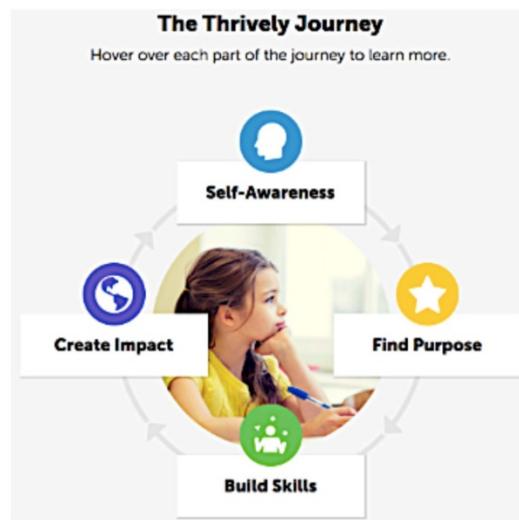 The Thrively Journey
Hover over each part of the journey to learn more.
Self-Awareness
Create Impact
Find Purpose
Build Skills